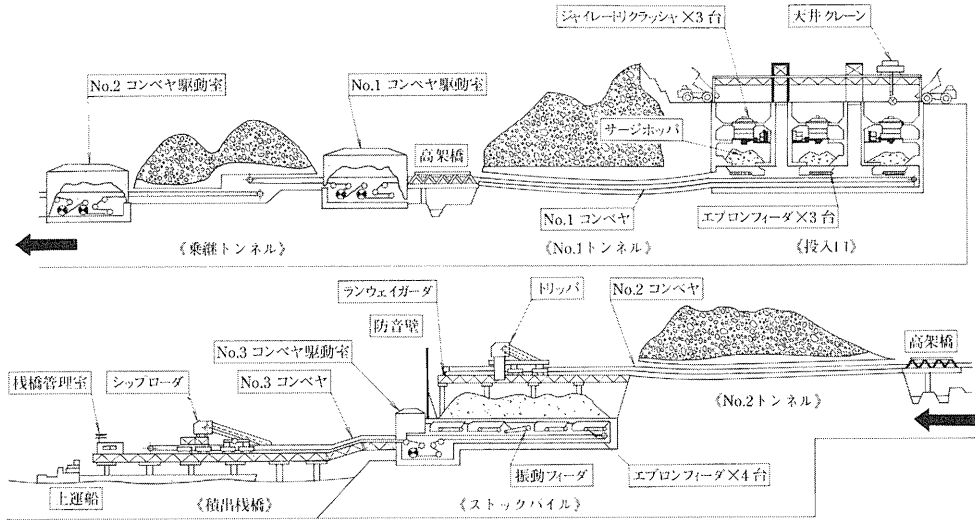 ジャイレートリクラッシャ×3台
天井クレーン
No.2 コンベヤ駆動室
No.1 コンベヤ駆動室
サージホッパ
高架橋
No.1 コンベヤ
エプロンフィーダ×3台
《乗継トンネル》
《No.1トンネル》
《投入口》
ランウェイガーダ
トリッパ
No.2 コンベヤ
防音壁
高架橋
No.3 コンベヤ駆動室
桟橋管理室
シップローダ
No.3 コンベヤ
《No.2トンネル》
振動フィーダ
エプロンフィーダ×4台
土運船
《積出桟橋》
《ストックパイル》